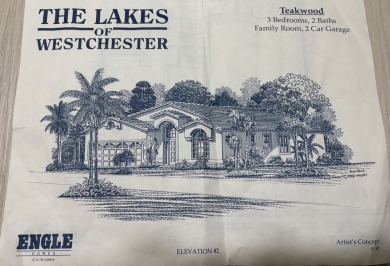 THE LAKES
OF
WESTCHESTER
Teakwood
3 Bedrooms, 2 Baths
Family Room, 2 Car Garage
ENGLE
HOMES
ELEVATION #2
Artist's Concept